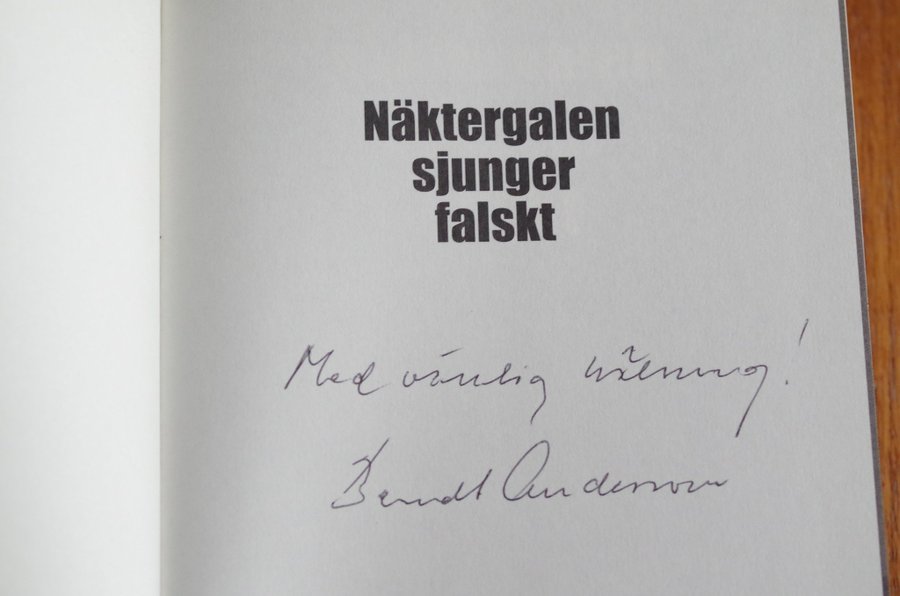 Näktergalen
sjunger
falskt
Med vänlig hälsning!
Berndt Andersson